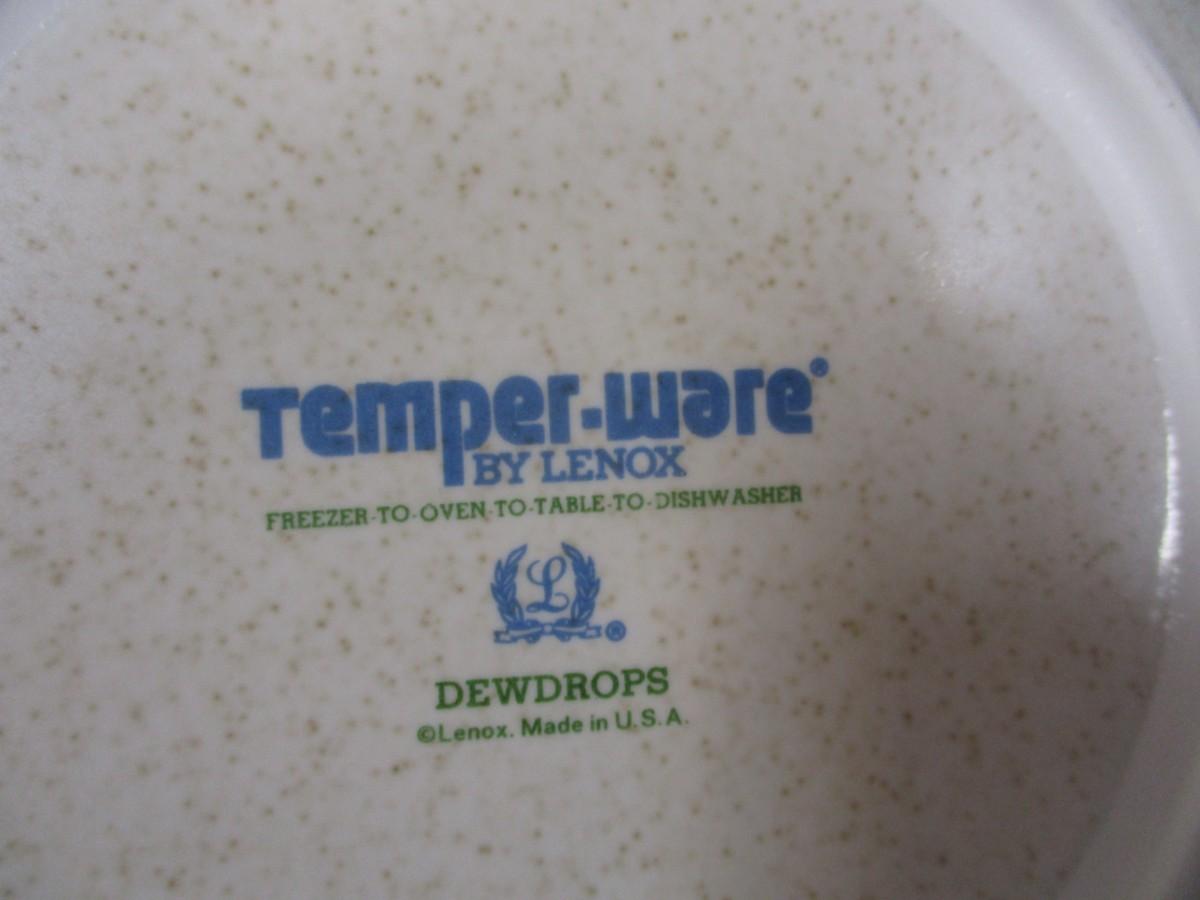 Temper-ware®
BY LENOX
FREEZER-TO-OVEN-TO-TABLE-TO-DISHWASHER
L ®
DEWDROPS
©Lenox. Made in U.S.A.